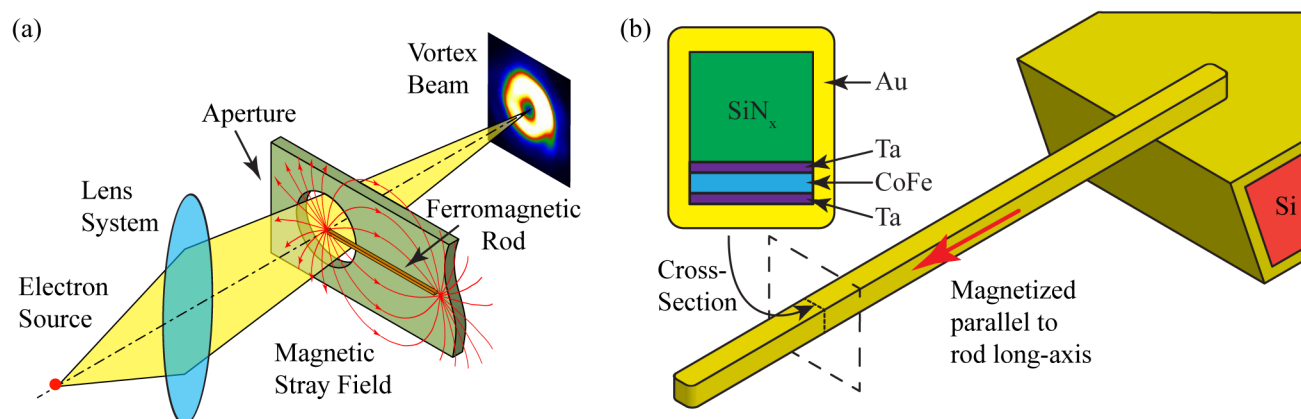 (a)
Vortex
Beam
Aperture
Lens
System
Ferromagnetic
Rod
Electron
Source
Magnetic
Stray Field
(b)
SiNx
Au
Ta
CoFe
Ta
Si
Cross-
Section
Magnetized
parallel to
rod long-axis